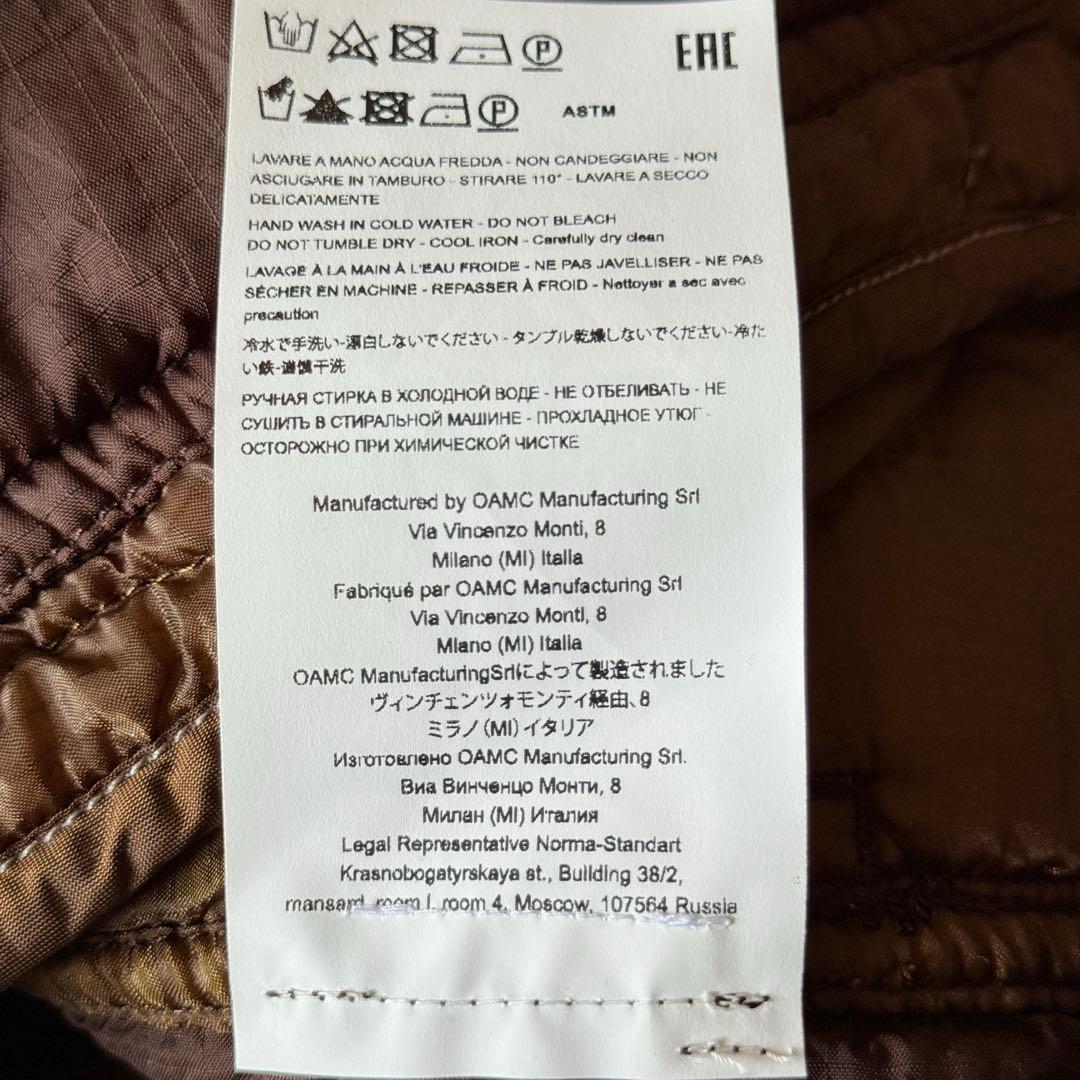 EAC
ASTM
LAVARE A MANO ACQUA FREDDA - NON CANDEGGIARE - NON
ASCIUGARE IN TAMBURO - STIRARE 110° - LAVARE A SECCO
DELICATAMENTE
HAND WASH IN COLD WATER - DO NOT BLEACH
DO NOT TUMBLE DRY - COOL IRON - Carefully dry clean
LAVAGE À LA MAIN À L'EAU FROIDE - NE PAS JAVELLISER - NE PAS
SÉCHER EN MACHINE - REPASSER À FROID - Nettoyer a sec avec
precaution
冷水で手洗い-漂白しないでください - タンブル乾燥しないでください-冷た
い鉄-適慎干洗
РУЧНАЯ СТИРКА В ХОЛОДНОЙ ВОДЕ - НЕ ОТБЕЛИВАТЬ - НЕ
СУШИТЬ В СТИРАЛЬНОЙ МАШИНЕ - ПРОХЛАДНОЕ УТЮГ -
ОСТОРОЖНО ПРИ ХИМИЧЕСКОЙ ЧИСТКЕ
Manufactured by OAMC Manufacturing Srl
Via Vincenzo Monti, 8
Milano (MI) Italia
Fabriqué par OAMC Manufacturing Srl
Via Vincenzo Monti, 8
Milano (MI) Italia
OAMC ManufacturingSrlによって製造されました
ヴィンチェンツォモンティ経由、8
ミラノ(MI)イタリア
Изготовлено OAMC Manufacturing Srl.
Виа Винченцо Монти, 8
Милан (MI) Италия
Legal Representative Norma-Standart
Krasnobogatyrskaya st., Building 38/2,
mansard, room I, room 4, Moscow, 107564 Russia